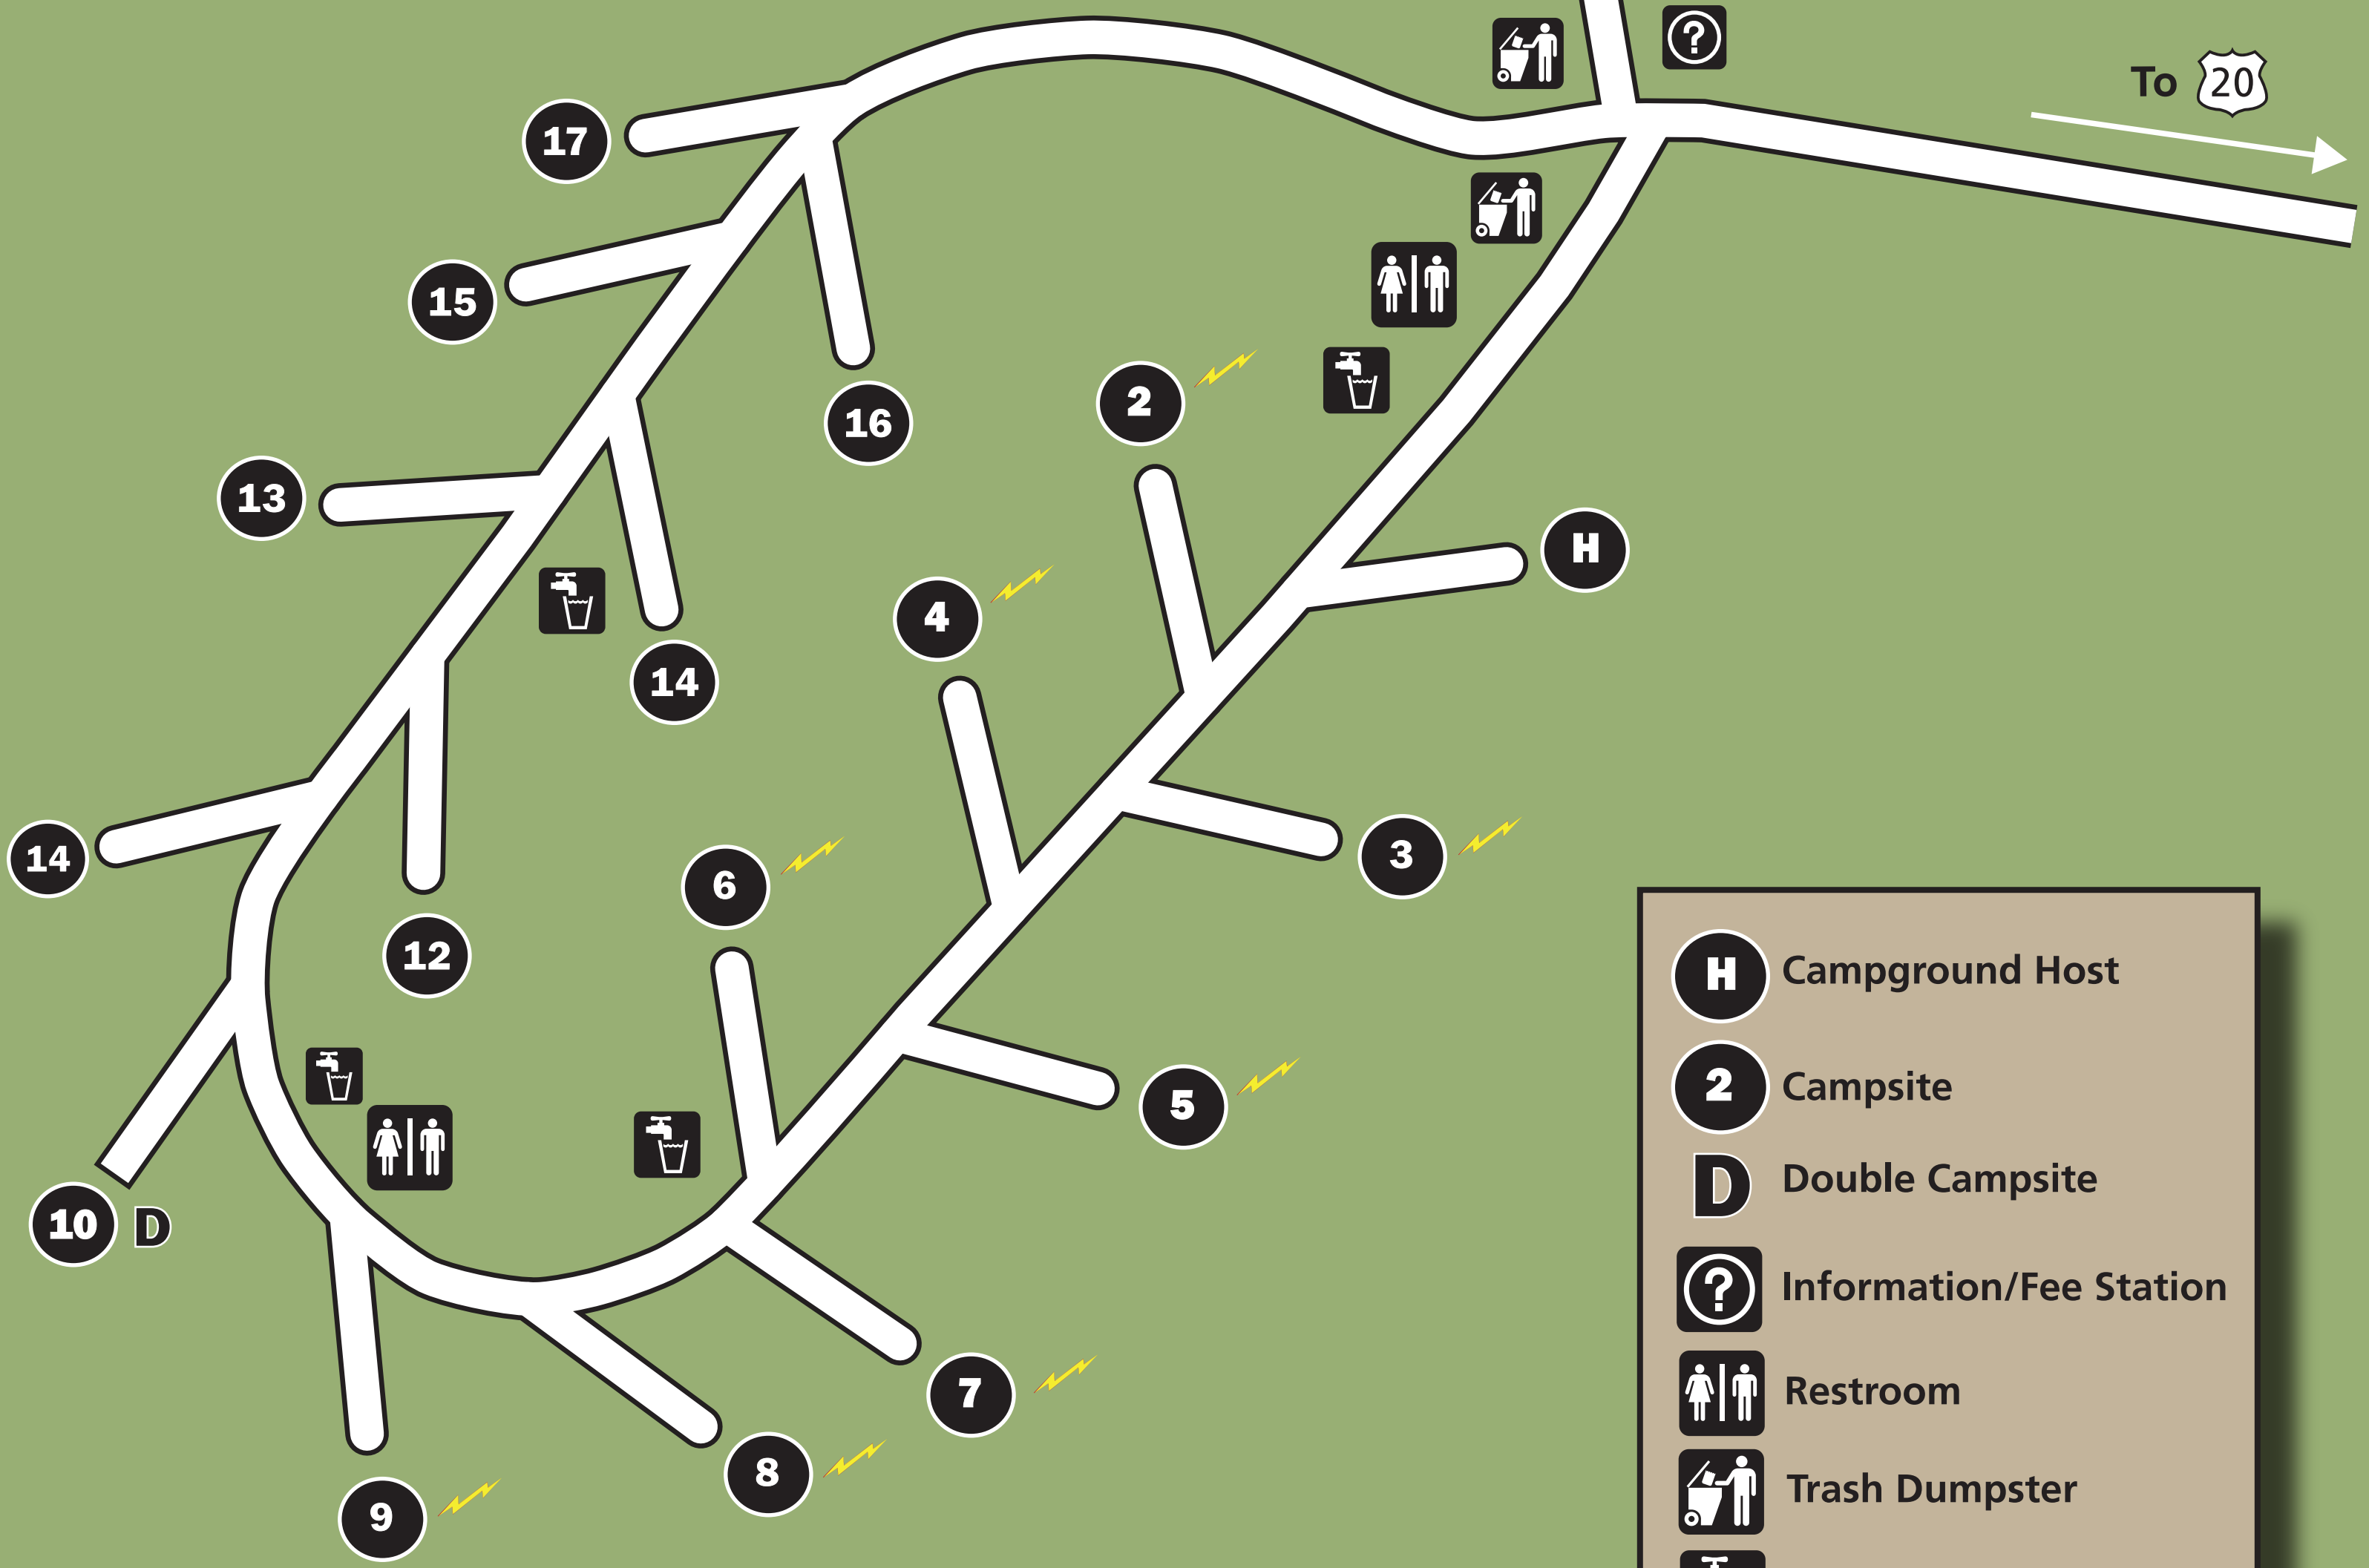 ?
To 20
17
15
2
16
13
H
4
14
3
14
6
12
5
10 D
7
8
9
H Campground Host
2 Campsite
D Double Campsite
? Information/Fee Station
Restroom
Trash Dumpster